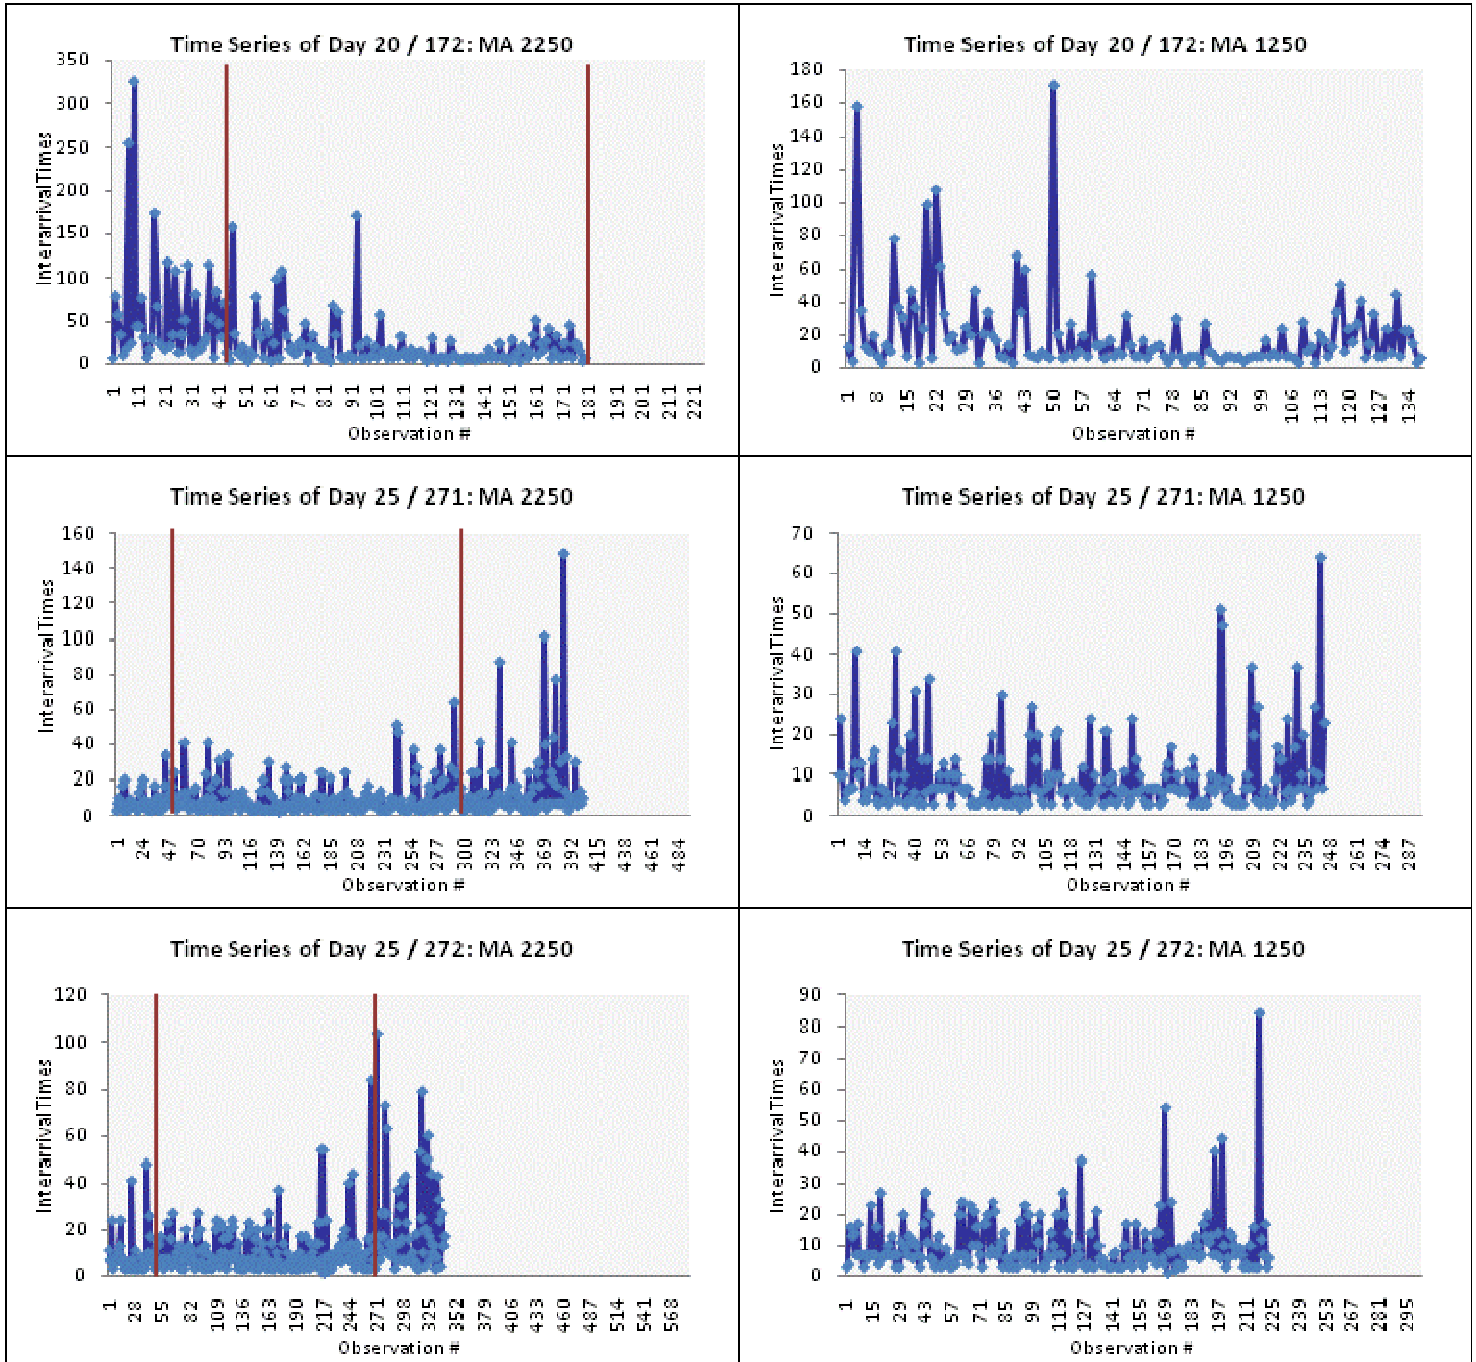 Time Series of Day 20 / 172: MA 2250
Interarrival Times
350
300
250
200
150
100
50
0
1 11 21 31 41 51 61 71 81 91 101 111 121 131 141 151 161 171 181 191 201 211 221
Observation #
Time Series of Day 20 / 172: MA 1250
Interarrival Times
180
160
140
120
100
80
60
40
20
0
1 8 15 22 29 36 43 50 57 64 71 78 85 92 99 106 113 120 127 134
Observation #
Time Series of Day 25 / 271: MA 2250
Interarrival Times
160
140
120
100
80
60
40
20
0
1 24 47 70 93 116 139 162 185 208 231 254 277 300 323 346 369 392 415 438 461 484
Observation #
Time Series of Day 25 / 271: MA 1250
Interarrival Times
70
60
50
40
30
20
10
0
1 14 27 40 53 66 79 92 105 118 131 144 157 170 183 196 209 222 235 248 261 274 287
Observation #
Time Series of Day 25 / 272: MA 2250
Interarrival Times
120
100
80
60
40
20
0
1 28 55 82 109 136 163 190 217 244 271 298 325 352 379 406 433 460 487 514 541 568
Observation #
Time Series of Day 25 / 272: MA 1250
Interarrival Times
90
80
70
60
50
40
30
20
10
0
1 15 29 43 57 71 85 99 113 127 141 155 169 183 197 211 225 239 253 267 281 295
Observation #